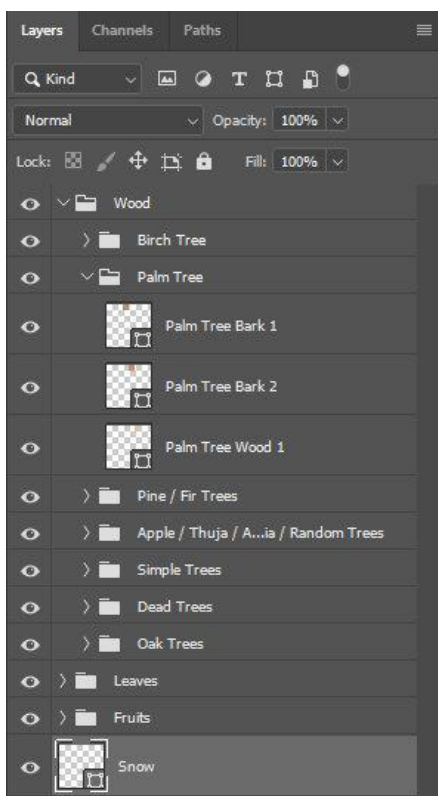 Layers Channels Paths
Kind
Normal Opacity: 100%
Lock: Fill: 100%
Wood
Birch Tree
Palm Tree
Palm Tree Bark 1
Palm Tree Bark 2
Palm Tree Wood 1
Pine / Fir Trees
Apple / Thuja / A...ia / Random Trees
Simple Trees
Dead Trees
Oak Trees
Leaves
Fruits
Snow